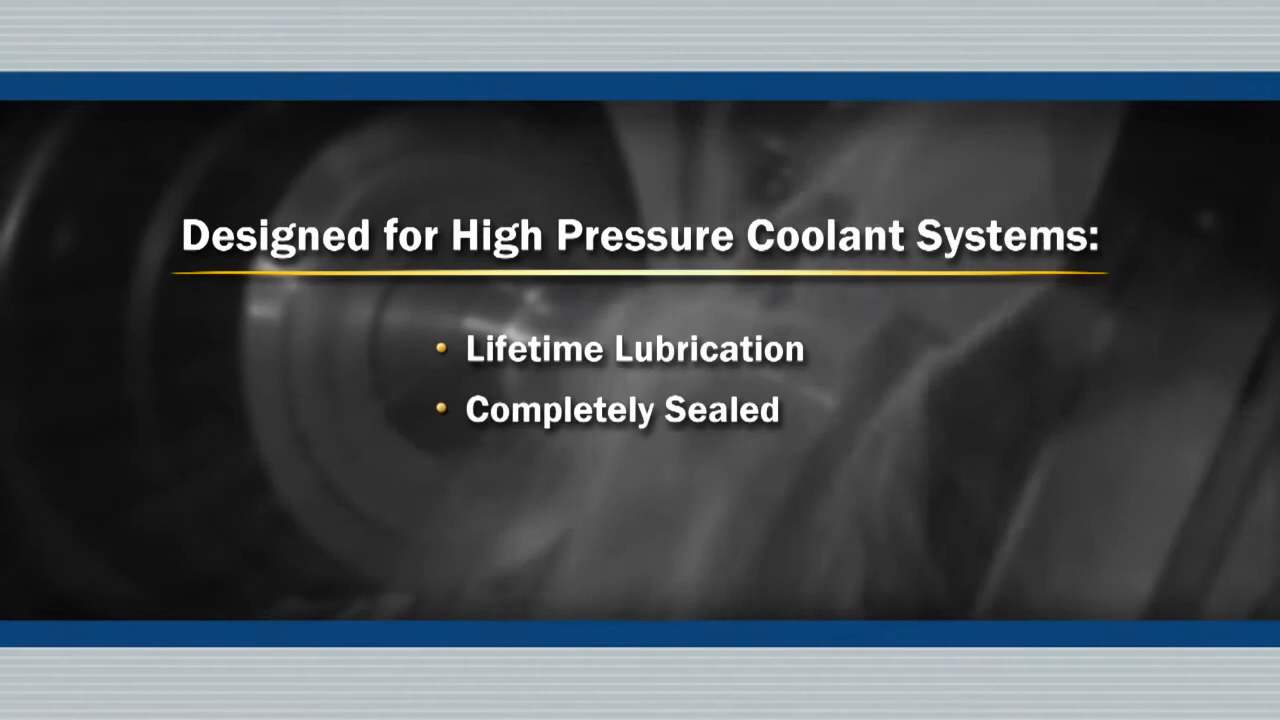 Designed for High Pressure Coolant Systems:
• Lifetime Lubrication
• Completely Sealed